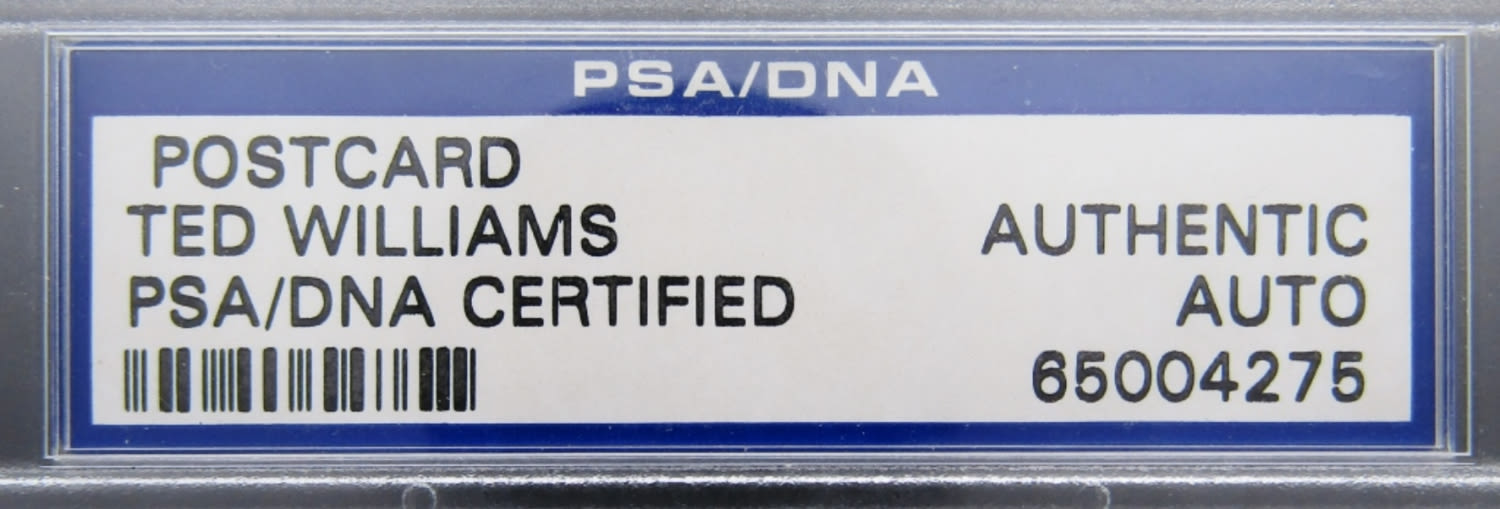 PSA/DNA
POSTCARD
TED WILLIAMS AUTHENTIC
PSA/DNA CERTIFIED AUTO
65004275